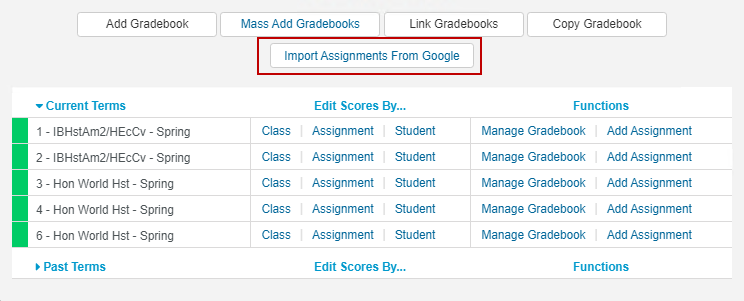 Add Gradebook Mass Add Gradebooks Link Gradebooks Copy Gradebook
Import Assignments From Google
Current Terms Edit Scores By... Functions
1 - IBHstAm2/HEcCv - Spring Class | Assignment | Student Manage Gradebook | Add Assignment
2 - IBHstAm2/HEcCv - Spring Class | Assignment | Student Manage Gradebook | Add Assignment
3 - Hon World Hst - Spring Class | Assignment | Student Manage Gradebook | Add Assignment
4 - Hon World Hst - Spring Class | Assignment | Student Manage Gradebook | Add Assignment
6 - Hon World Hst - Spring Class | Assignment | Student Manage Gradebook | Add Assignment
Past Terms Edit Scores By... Functions